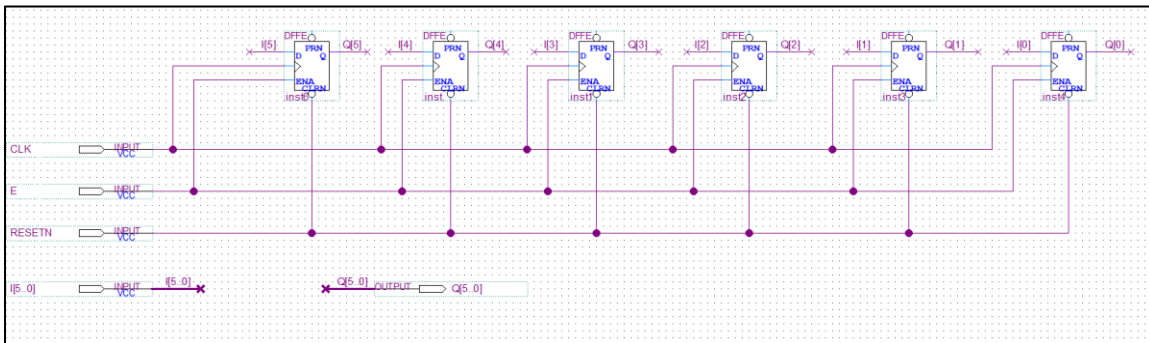 DFFE DFFE DFFE DFFE DFFE DFFE
I[5] PRN Q[5] I[4] PRN Q[4] I[3] PRN Q[3] I[2] PRN Q[2] I[1] PRN Q[1] I[0] PRN Q[0]
D Q D Q D Q D Q D Q D Q
ENA ENA ENA ENA ENA ENA
CLRN CLRN CLRN CLRN CLRN CLRN
inst inst1 inst2 inst3 inst4
CLK INPUT
VCC
E INPUT
VCC
RESETN INPUT
VCC
I[5..0] INPUT I[5..0] Q[5..0] OUTPUT Q[5..0]
VCC